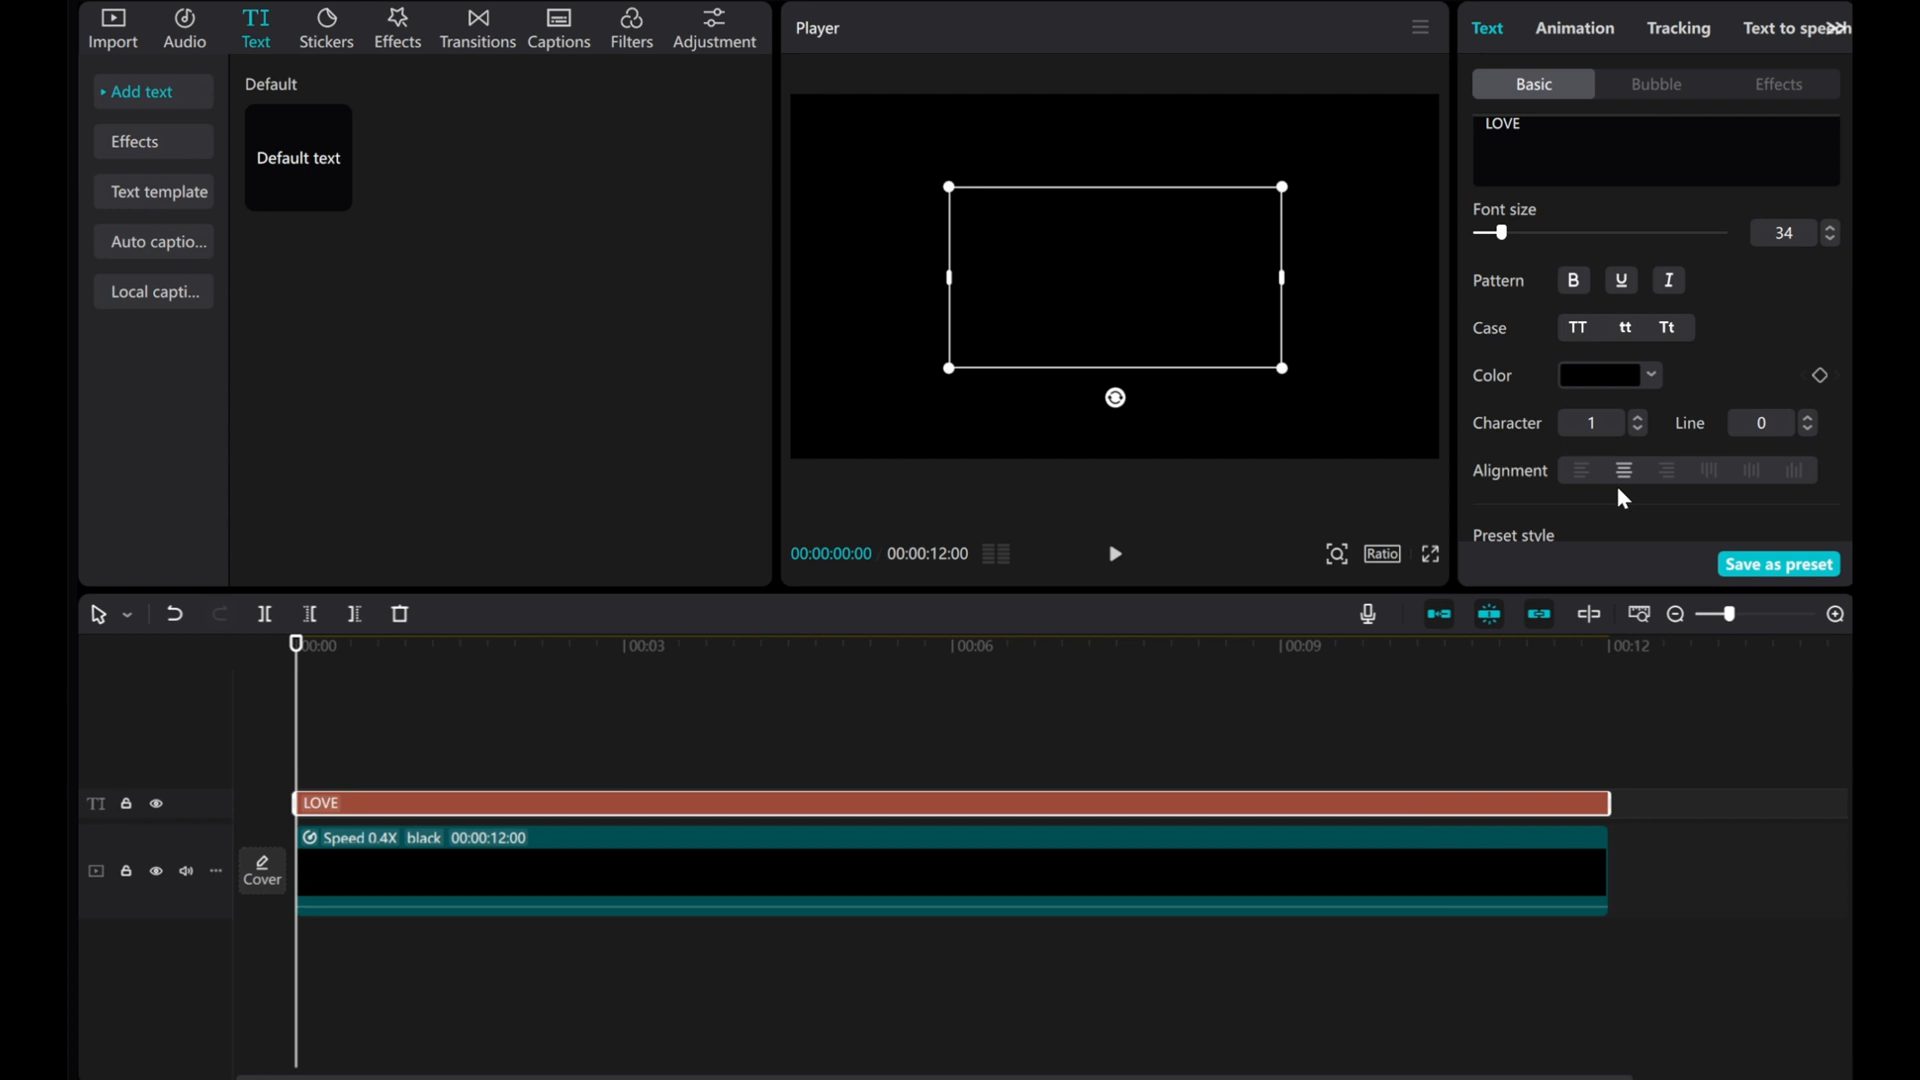 Import Audio TI Text Stickers Effects Transitions Captions Filters Adjustment
▸ Add text
Effects
Text template
Auto captio...
Local capti...
Default
Default text
Player
00:00:00:00 00:00:12:00
Ratio
Text Animation Tracking Text to speech
Basic Bubble Effects
LOVE
Font size
34
Pattern B U I
Case TT tt Tt
Color
Character 1 Line 0
Alignment
Preset style
Save as preset
00:00 00:03 00:06 00:09 00:12
TI LOVE
Speed 0.4X black 00:00:12:00
Cover